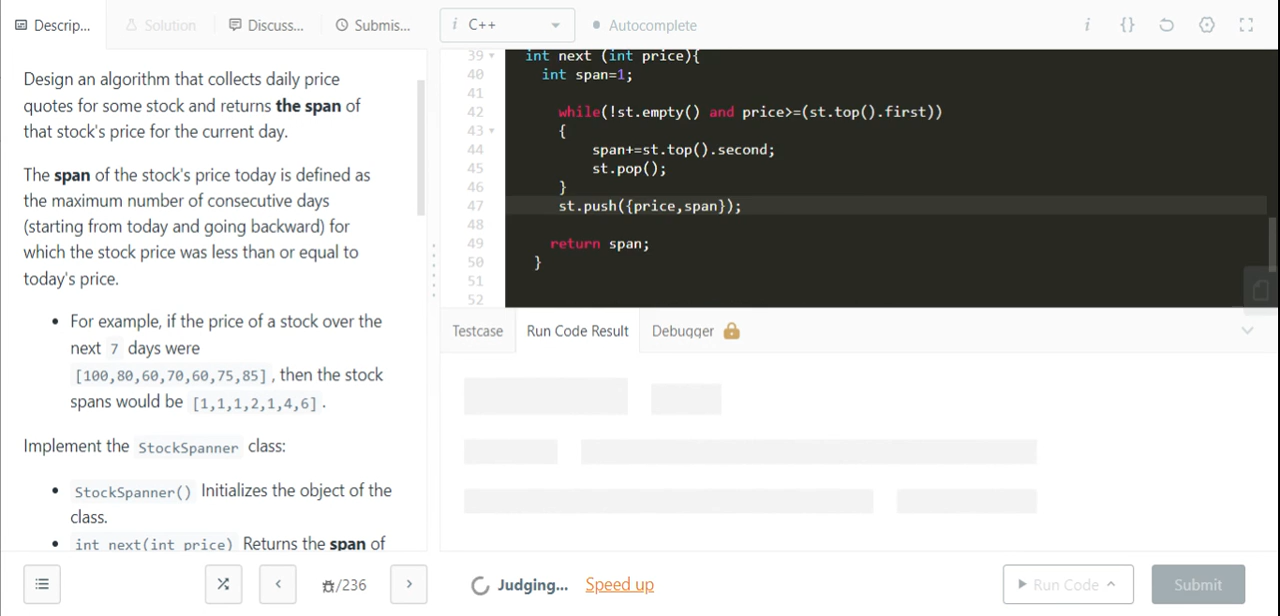 Descrip...
Solution
Discuss...
Submis...
i C++
Autocomplete
i {}
Design an algorithm that collects daily price
quotes for some stock and returns the span of
that stock's price for the current day.
The span of the stock's price today is defined as
the maximum number of consecutive days
(starting from today and going backward) for
which the stock price was less than or equal to
today's price.
• For example, if the price of a stock over the
next 7 days were
[100,80,60,70,60,75,85], then the stock
spans would be [1,1,1,2,1,4,6].
Implement the StockSpanner class:
• StockSpanner() Initializes the object of the
class.
• int next(int price) Returns the span of
39 int next (int price){
40 int span=1;
41
42 while(!st.empty() and price>=(st.top().first))
43 {
44 span+=st.top().second;
45 st.pop();
46 }
47 st.push({price,span});
48
49 return span;
50 }
51
52
Testcase
Run Code Result
Debugger
/236
Judging...
Speed up
Run Code
Submit